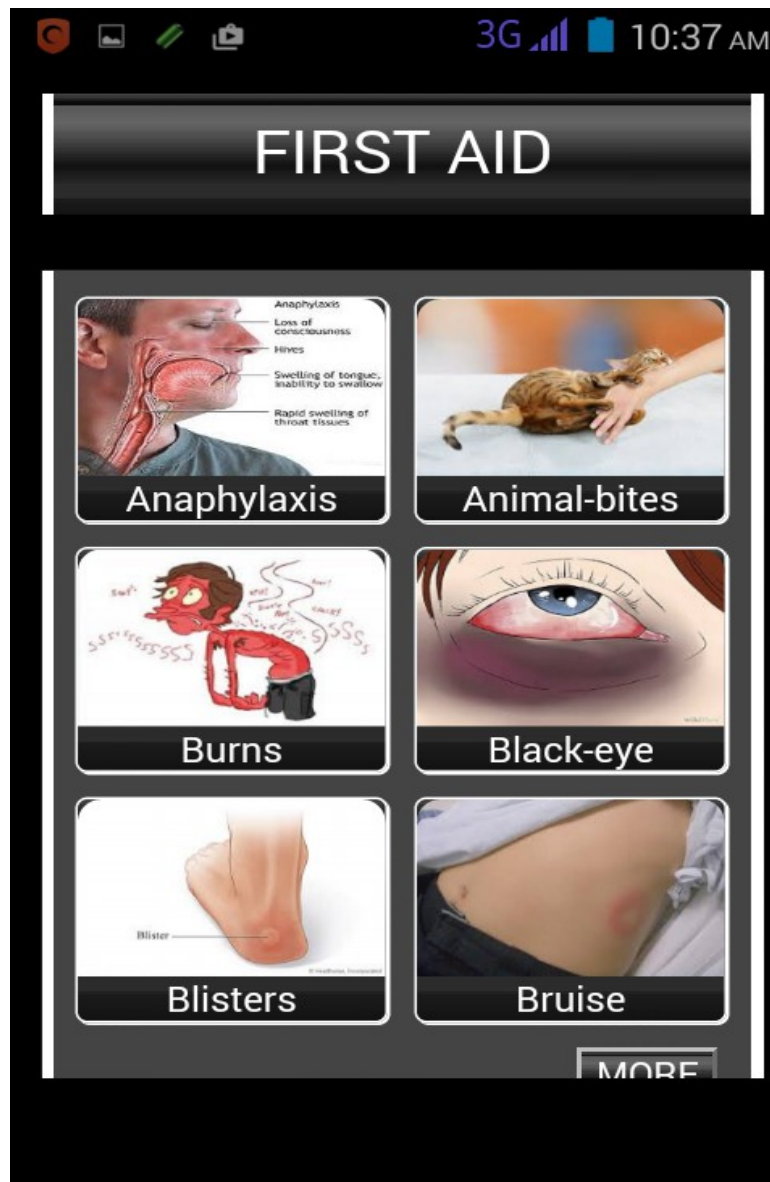 3G 10:37 AM
FIRST AID
Anaphylaxis
Loss of
consciousness
Hives
Swelling of tongue,
inability to swallow
Rapid swelling of
throat tissues
Anaphylaxis
Animal-bites
Burns
Black-eye
Blister
Blisters
Bruise
MORE